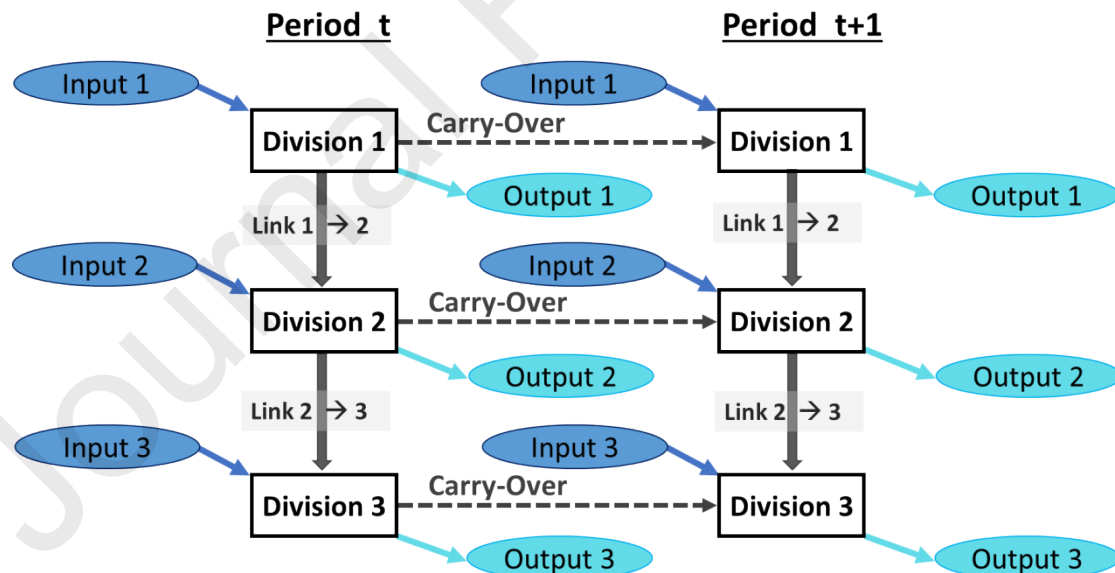 Period t
Period t+1
Input 1
Input 1
Division 1
Carry-Over
Division 1
Output 1
Output 1
Link 1 → 2
Link 1 → 2
Input 2
Input 2
Division 2
Carry-Over
Division 2
Output 2
Output 2
Link 2 → 3
Link 2 → 3
Input 3
Input 3
Division 3
Carry-Over
Division 3
Output 3
Output 3
Journal